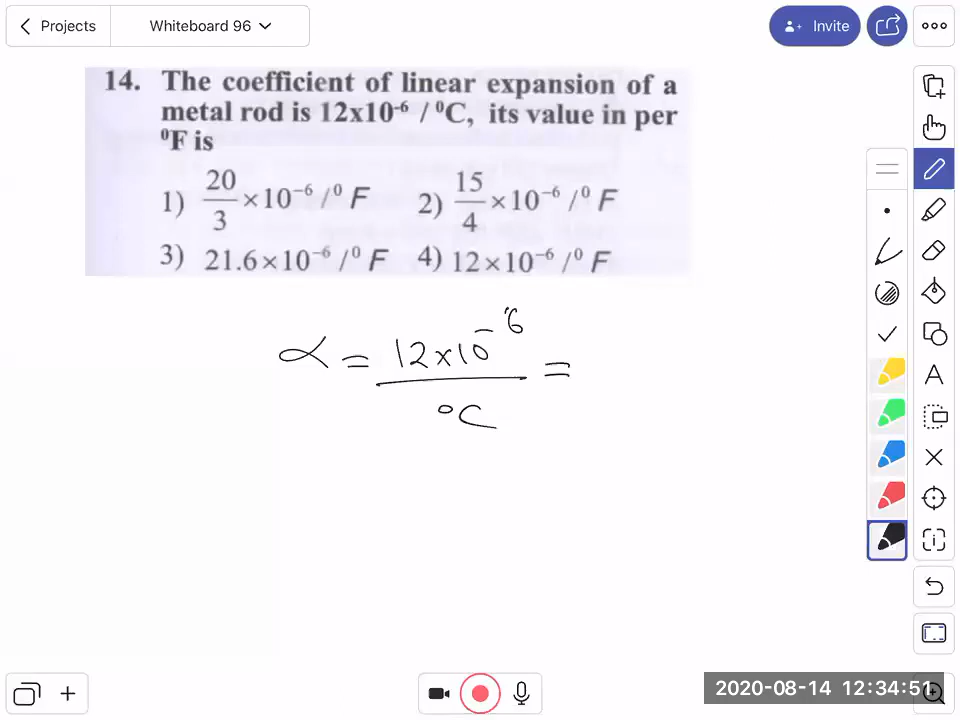 Projects
Whiteboard 96
Invite
14. The coefficient of linear expansion of a
metal rod is 12x10⁻⁶ / ⁰C, its value in per
⁰F is
1) 20/3 ×10⁻⁶ /⁰ F 2) 15/4 ×10⁻⁶ /⁰ F
3) 21.6×10⁻⁶ /⁰ F 4) 12×10⁻⁶ /⁰ F
α = 12×10⁻⁶ / °C =
A
2020-08-14 12:34:51